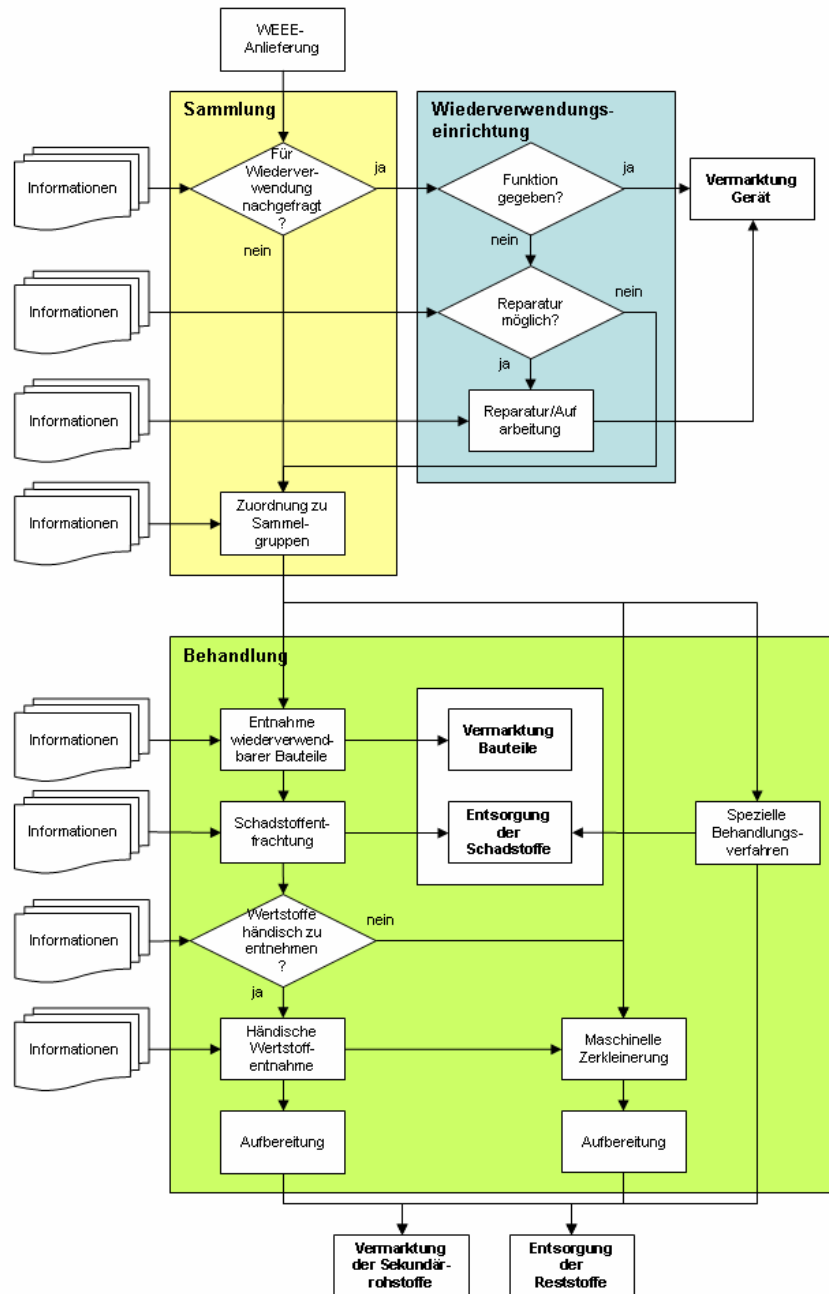 WEEE-
Anlieferung
Sammlung
Wiederverwendungs-
einrichtung
Informationen
Für
Wiederver-
wendung
nachgefragt
?
ja
Funktion
gegeben?
ja
Vermarktung
Gerät
nein
nein
Informationen
Reparatur
möglich?
nein
ja
Informationen
Reparatur/Auf
arbeitung
Informationen
Zuordnung zu
Sammel-
gruppen
Behandlung
Informationen
Entnahme
wiederverwend-
barer Bauteile
Vermarktung
Bauteile
Informationen
Schadstoffent-
frachtung
Entsorgung
der
Schadstoffe
Spezielle
Behandlungs-
verfahren
Informationen
Wertstoffe
händisch zu
entnehmen
?
nein
ja
Informationen
Händische
Wertstoff-
entnahme
Maschinelle
Zerkleinerung
Aufbereitung
Aufbereitung
Vermarktung
der Sekundär-
rohstoffe
Entsorgung
der
Reststoffe